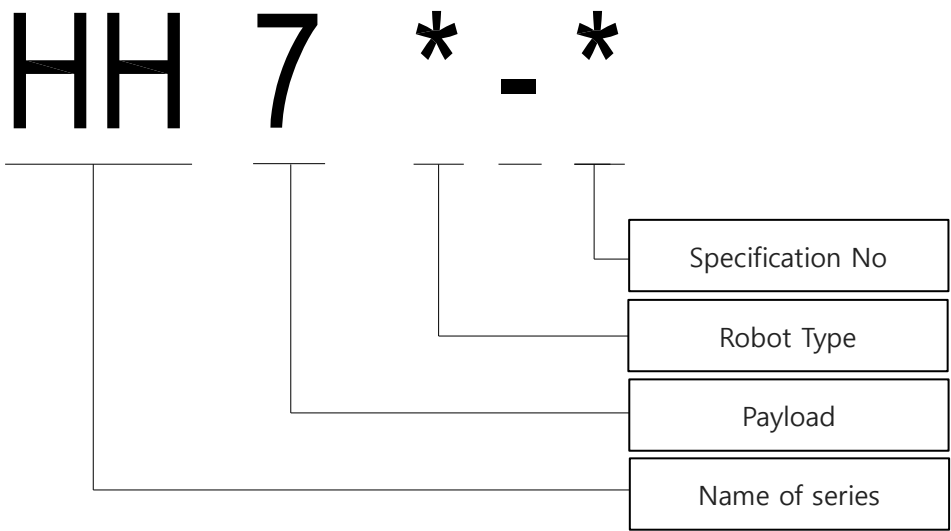 HH 7 * - *
Specification No
Robot Type
Payload
Name of series